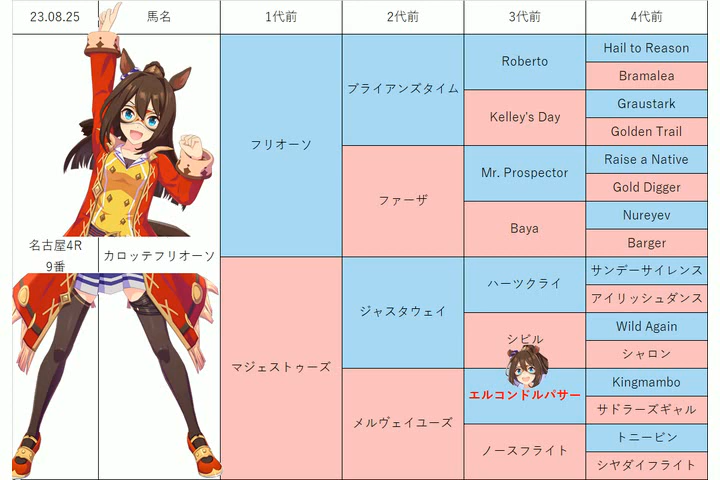 23.08.25 馬名 1代前 2代前 3代前 4代前
名古屋4R
9番
カロッテフリオーソ
フリオーソ
マジェストゥーズ
ブライアンズタイム
ファーザ
ジャスタウェイ
メルヴェイユーズ
Roberto
Kelley's Day
Mr. Prospector
Baya
ハーツクライ
シビル
エルコンドルパサー
ノースフライト
Hail to Reason
Bramalea
Graustark
Golden Trail
Raise a Native
Gold Digger
Nureyev
Barger
サンデーサイレンス
アイリッシュダンス
Wild Again
シャロン
Kingmambo
サドラーズギャル
トニービン
シヤダイフライト